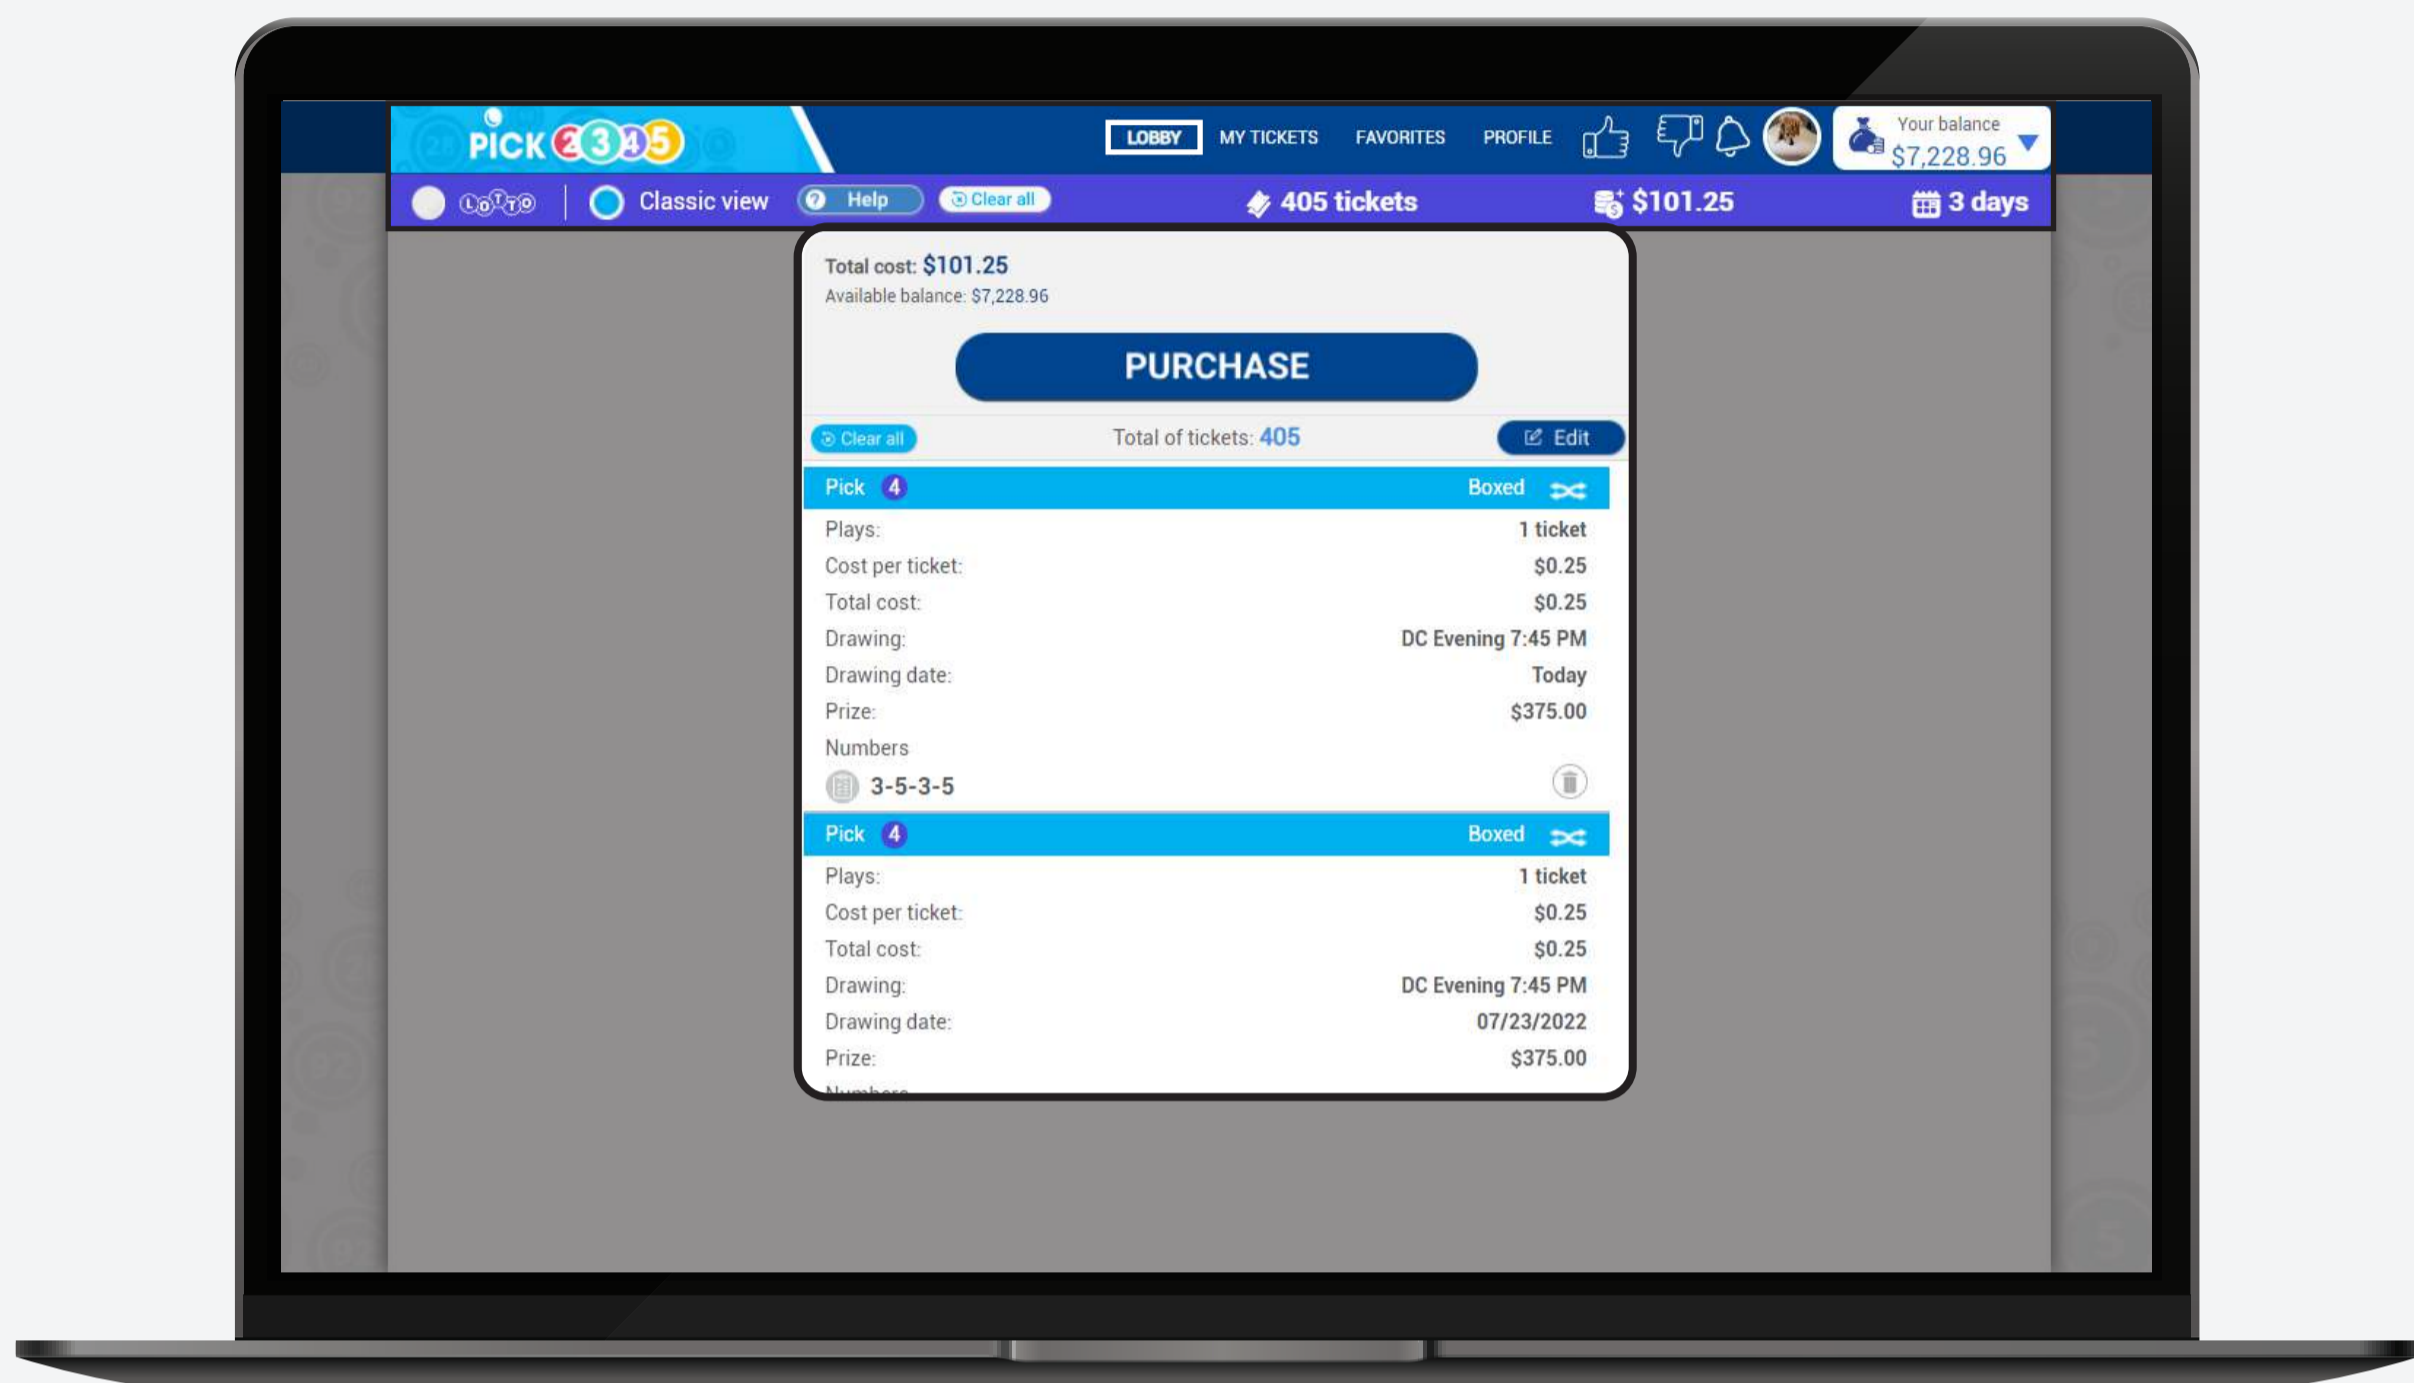 PiCK 2345
LOBBY MY TICKETS FAVORITES PROFILE
Your balance
$7,228.96
LOTTO Classic view ? Help Clear all 405 tickets $101.25 3 days
Total cost: $101.25
Available balance: $7,228.96
PURCHASE
Clear all Total of tickets: 405 Edit
Pick 4 Boxed
Plays: 1 ticket
Cost per ticket: $0.25
Total cost: $0.25
Drawing: DC Evening 7:45 PM
Drawing date: Today
Prize: $375.00
Numbers
3-5-3-5
Pick 4 Boxed
Plays: 1 ticket
Cost per ticket: $0.25
Total cost: $0.25
Drawing: DC Evening 7:45 PM
Drawing date: 07/23/2022
Prize: $375.00
Numbers